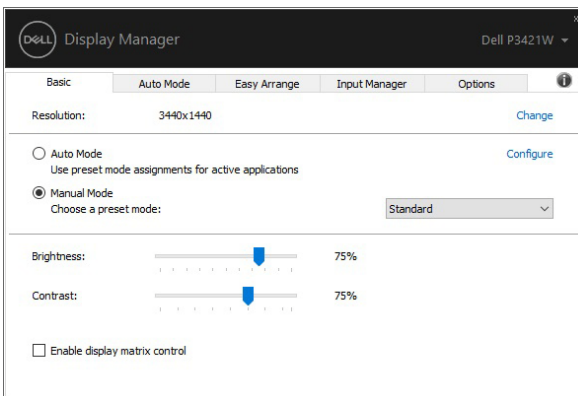 DELL Display Manager Dell P3421W
Basic Auto Mode Easy Arrange Input Manager Options
Resolution: 3440x1440 Change
Auto Mode Configure
Use preset mode assignments for active applications
Manual Mode
Choose a preset mode: Standard
Brightness: 75%
Contrast: 75%
Enable display matrix control